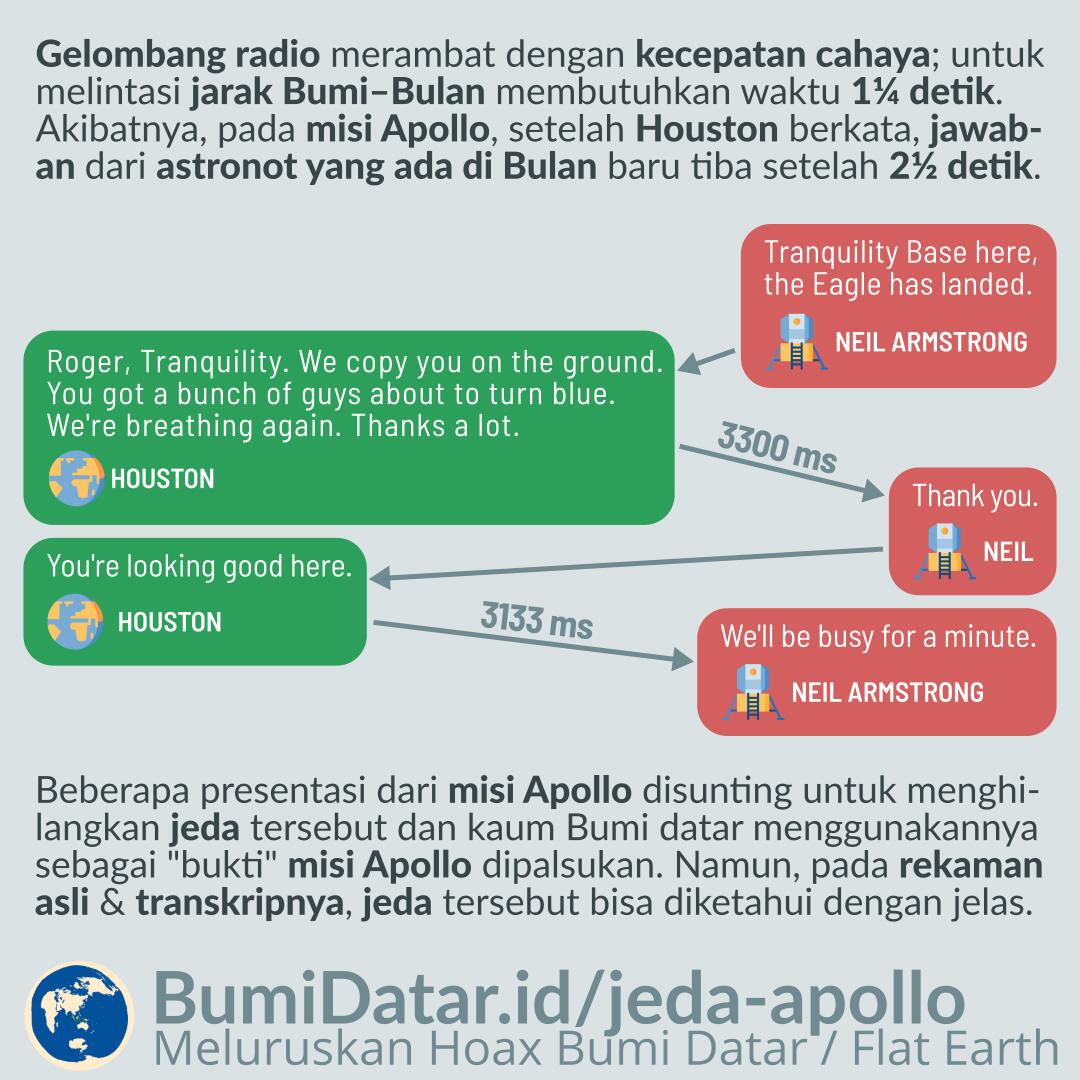 Gelombang radio merambat dengan kecepatan cahaya; untuk
melintasi jarak Bumi–Bulan membutuhkan waktu 1¼ detik.
Akibatnya, pada misi Apollo, setelah Houston berkata, jawab-
an dari astronot yang ada di Bulan baru tiba setelah 2½ detik.
Tranquility Base here,
the Eagle has landed.
NEIL ARMSTRONG
Roger, Tranquility. We copy you on the ground.
You got a bunch of guys about to turn blue.
We're breathing again. Thanks a lot.
HOUSTON
3300 ms
Thank you.
NEIL
You're looking good here.
HOUSTON
3133 ms
We'll be busy for a minute.
NEIL ARMSTRONG
Beberapa presentasi dari misi Apollo disunting untuk menghi-
langkan jeda tersebut dan kaum Bumi datar menggunakannya
sebagai "bukti" misi Apollo dipalsukan. Namun, pada rekaman
asli & transkripnya, jeda tersebut bisa diketahui dengan jelas.
BumiDatar.id/jeda-apollo
Meluruskan Hoax Bumi Datar / Flat Earth